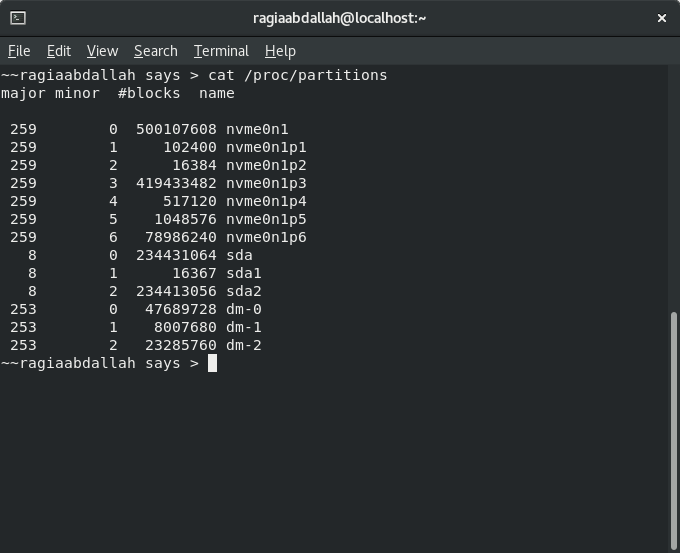 ragiaabdallah@localhost:~
File Edit View Search Terminal Help
~~ragiaabdallah says > cat /proc/partitions
major minor  #blocks  name
 259        0  500107608 nvme0n1
 259        1     102400 nvme0n1p1
 259        2      16384 nvme0n1p2
 259        3  419433482 nvme0n1p3
 259        4     517120 nvme0n1p4
 259        5    1048576 nvme0n1p5
 259        6   78986240 nvme0n1p6
   8        0  234431064 sda
   8        1      16367 sda1
   8        2  234413056 sda2
 253        0   47689728 dm-0
 253        1    8007680 dm-1
 253        2   23285760 dm-2
~~ragiaabdallah says >